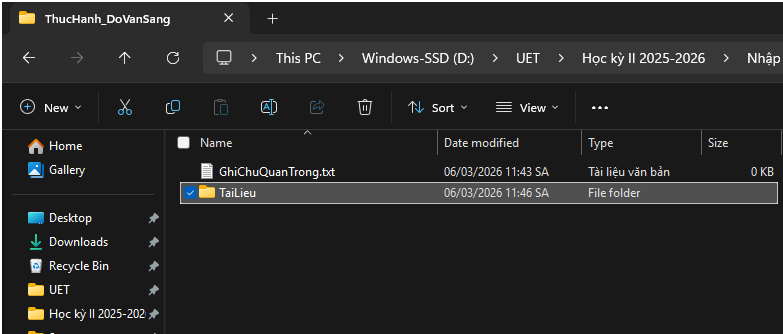 ThucHanh_DoVanSang
This PC > Windows-SSD (D:) > UET > Học kỳ II 2025-2026 > Nhập
New Sort View
Name Date modified Type Size
GhiChuQuanTrong.txt 06/03/2026 11:43 SA Tài liệu văn bản 0 KB
TaiLieu 06/03/2026 11:46 SA File folder
Home
Gallery
Desktop
Downloads
Recycle Bin
UET
Học kỳ II 2025-202